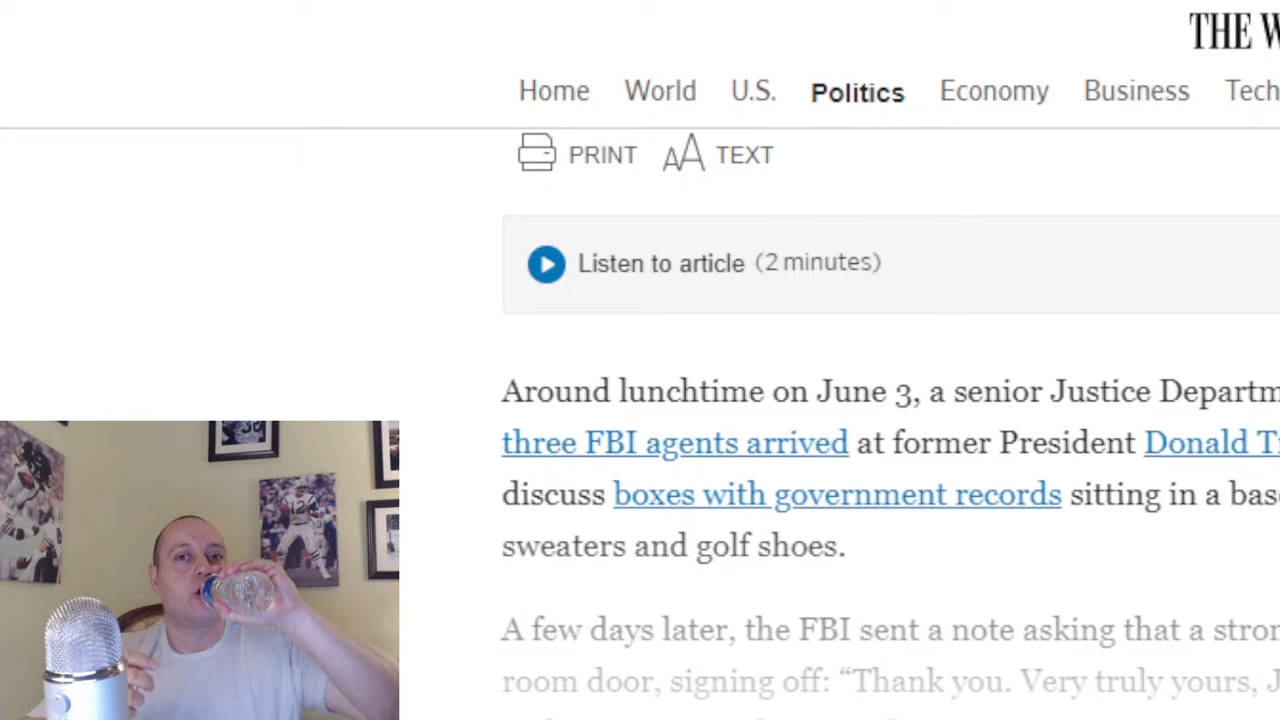 THE W
Home World U.S. Politics Economy Business Tech
PRINT AA TEXT
Listen to article (2 minutes)
Around lunchtime on June 3, a senior Justice Departm
three FBI agents arrived at former President Donald T
discuss boxes with government records sitting in a bas
sweaters and golf shoes.
A few days later, the FBI sent a note asking that a stron
room door, signing off: “Thank you. Very truly yours, J
12